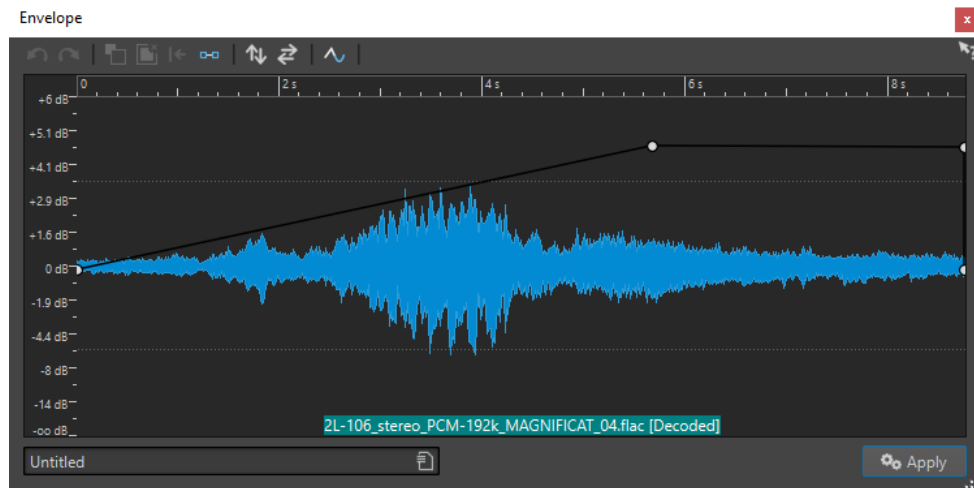 Envelope
x
0 2 s 4 s 6 s 8 s
+6 dB
+5.1 dB
+4.1 dB
+2.9 dB
+1.6 dB
0 dB
-1.9 dB
-4.4 dB
-8 dB
-14 dB
-oo dB
2L-106_stereo_PCM-192k_MAGNIFICAT_04.flac [Decoded]
Untitled
Apply